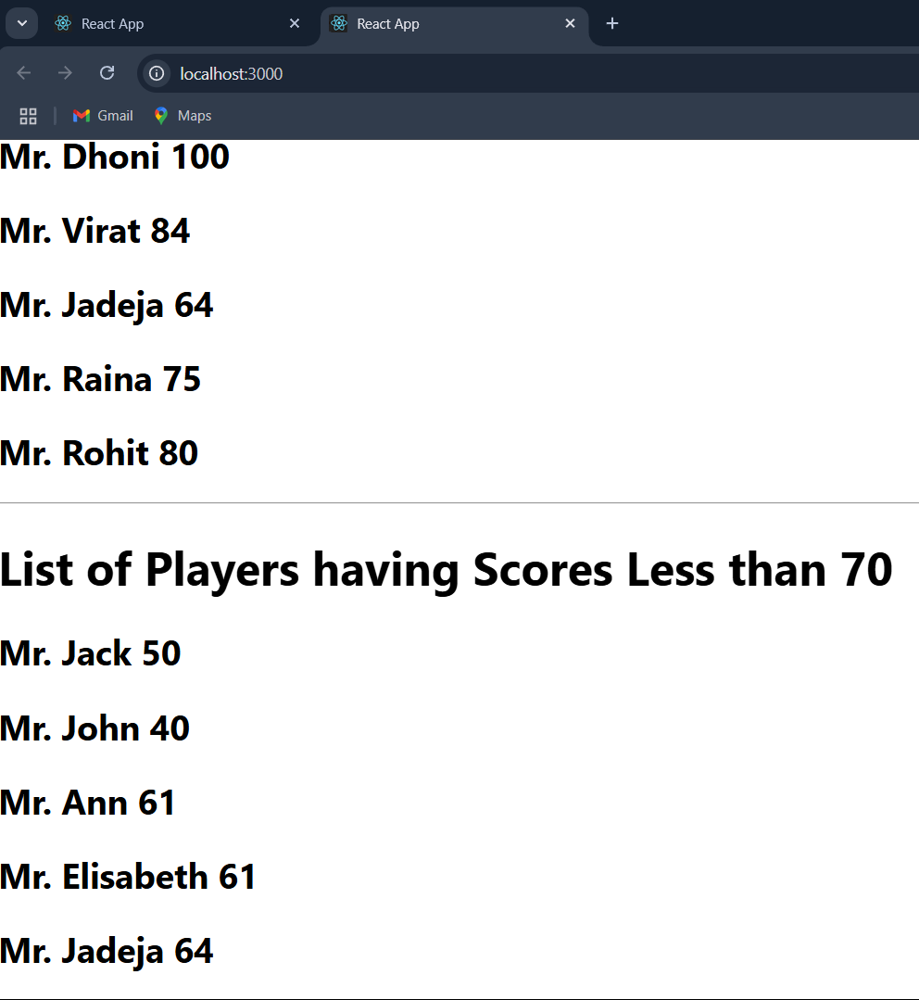 React App
React App
localhost:3000
Gmail
Maps
Mr. Dhoni 100
Mr. Virat 84
Mr. Jadeja 64
Mr. Raina 75
Mr. Rohit 80
List of Players having Scores Less than 70
Mr. Jack 50
Mr. John 40
Mr. Ann 61
Mr. Elisabeth 61
Mr. Jadeja 64